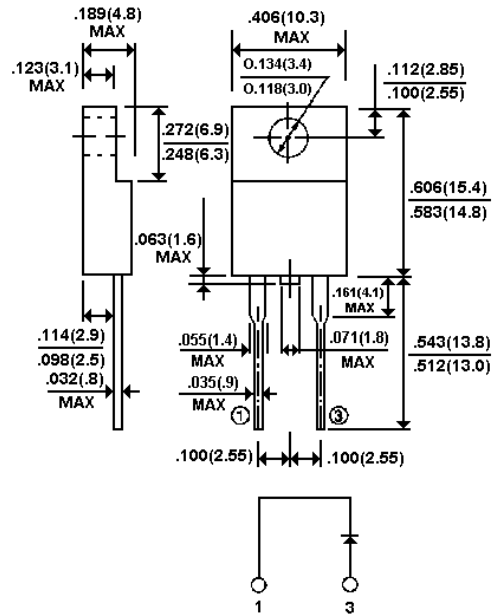 .189(4.8)
MAX
.406(10.3)
MAX
.123(3.1)
MAX
O.134(3.4)
O.118(3.0)
.112(2.85)
.100(2.55)
.272(6.9)
.248(6.3)
.606(15.4)
.583(14.8)
.063(1.6)
MAX
.161(4.1)
MAX
.114(2.9)
.098(2.5)
.055(1.4)
MAX
.071(1.8)
MAX
.543(13.8)
.512(13.0)
.032(.8)
MAX
.035(.9)
MAX
1
3
.100(2.55)
.100(2.55)
1
3